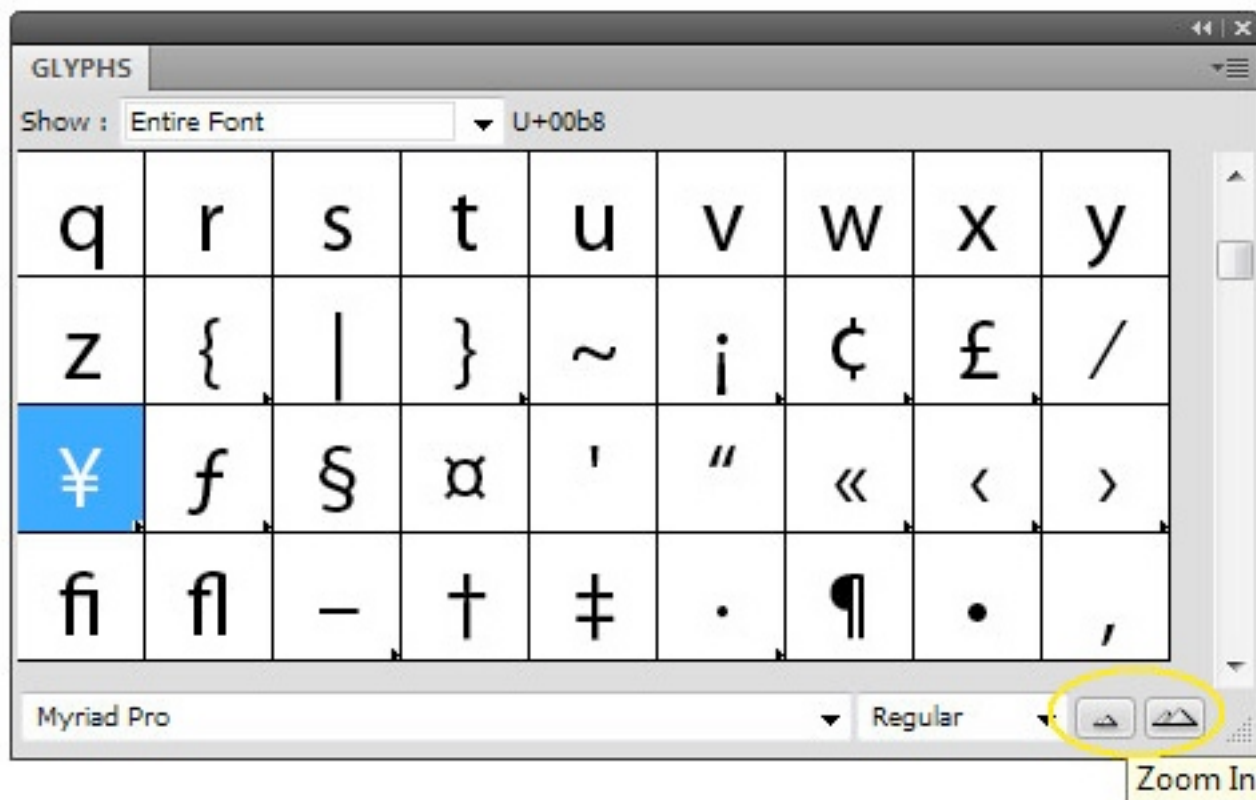 GLYPHS
Show : Entire Font U+00b8
q r s t u v w x y
z { | } ~ ¡ ¢ £ ⁄
¥ ƒ § ¤ ' “ « ‹ ›
fi fl – † ‡ · ¶ • ‚
Myriad Pro Regular
Zoom In